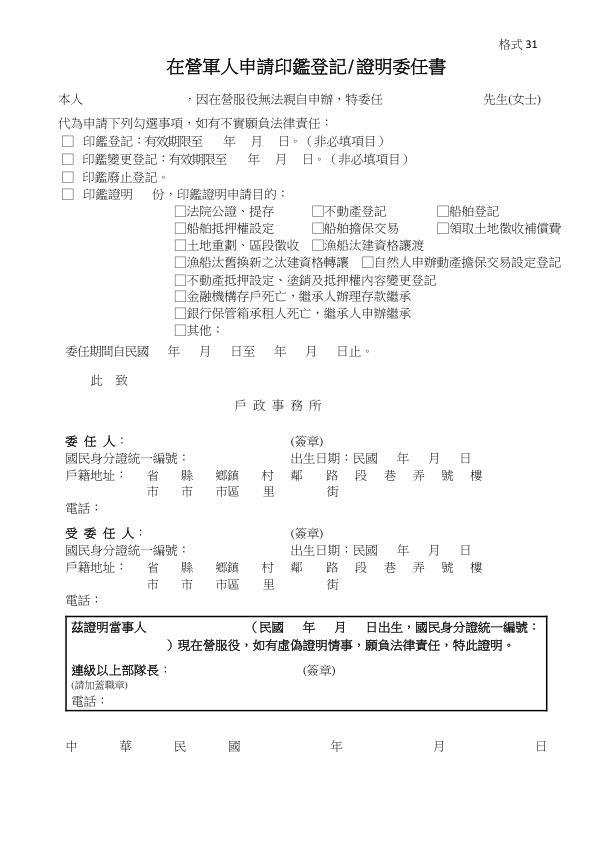 格式 31
在營軍人申請印鑑登記/證明委任書
本人　　　　　　　　，因在營服役無法親自申辦，特委任　　　　　　　　先生(女士)
代為申請下列勾選事項，如有不實願負法律責任：
□ 印鑑登記：有效期限至　　年　月　日。（非必填項目）
□ 印鑑變更登記：有效期限至　　年　月　日。（非必填項目）
□ 印鑑廢止登記。
□ 印鑑證明　　份，印鑑證明申請目的：
□法院公證、提存　　□不動產登記　　□船舶登記
□船舶抵押權設定　　□船舶擔保交易　　□領取土地徵收補償費
□土地重劃、區段徵收　□漁船汰建資格讓渡
□漁船汰舊換新之汰建資格轉讓　□自然人申辦動產擔保交易設定登記
□不動產抵押設定、塗銷及抵押權內容變更登記
□金融機構存戶死亡，繼承人辦理存款繼承
□銀行保管箱承租人死亡，繼承人申辦繼承
□其他：
委任期間自民國　年　月　日至　年　月　日止。
此　致
戶 政 事 務 所
委 任 人：　　　　　　　　(簽章)
國民身分證統一編號：　　　　　　　　出生日期：民國　年　月　日
戶籍地址：　省　縣　鄉鎮　村　鄰　路　段　巷　弄　號　樓
市　市　市區　里　　　街
電話：
受 委 任 人：　　　　　　　　(簽章)
國民身分證統一編號：　　　　　　　　出生日期：民國　年　月　日
戶籍地址：　省　縣　鄉鎮　村　鄰　路　段　巷　弄　號　樓
市　市　市區　里　　　街
電話：
茲證明當事人　　　　　　　　（民國　年　月　日出生，國民身分證統一編號：
）現在營服役，如有虛偽證明情事，願負法律責任，特此證明。
連級以上部隊長：　　　　　　　　(簽章)
(請加蓋職章)
電話：
中　華　民　國　　　　年　　　　月　　　　日